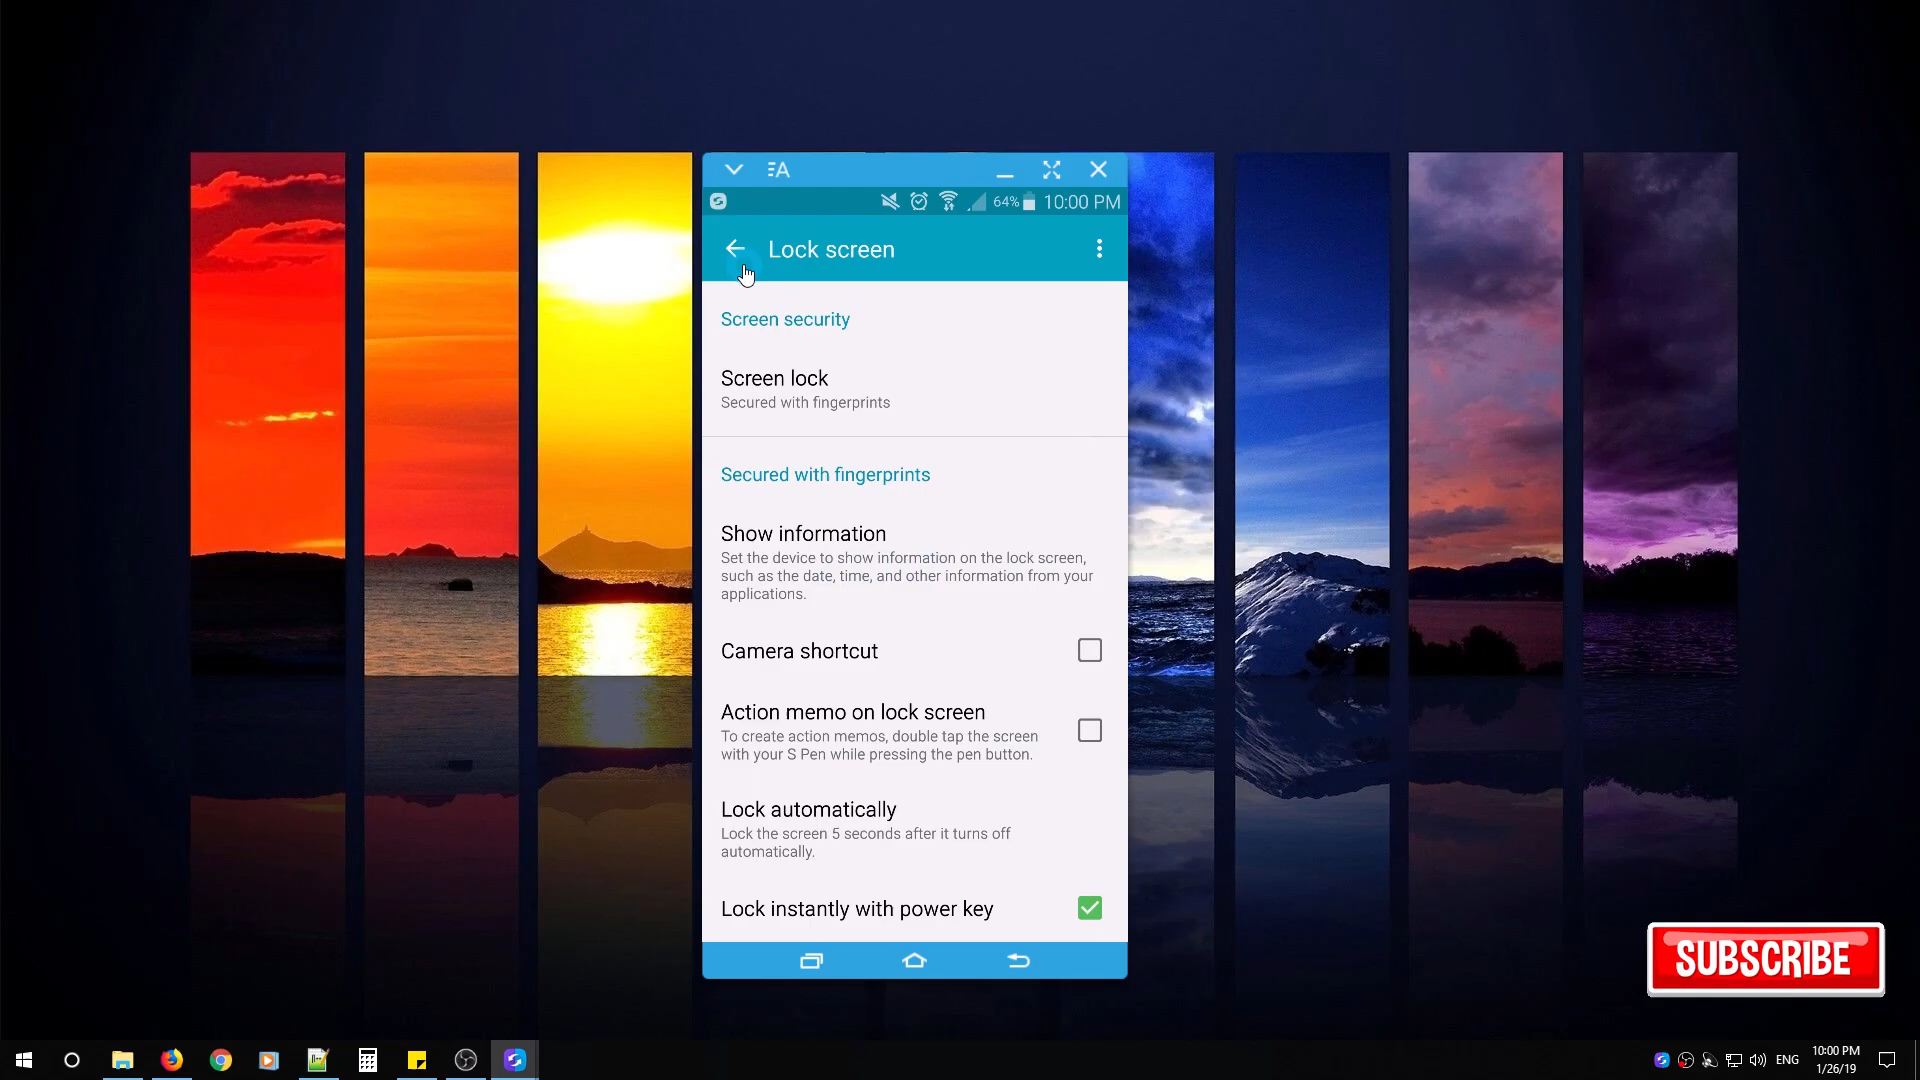 64% 10:00 PM
Lock screen
Screen security
Screen lock
Secured with fingerprints
Secured with fingerprints
Show information
Set the device to show information on the lock screen,
such as the date, time, and other information from your
applications.
Camera shortcut
Action memo on lock screen
To create action memos, double tap the screen
with your S Pen while pressing the pen button.
Lock automatically
Lock the screen 5 seconds after it turns off
automatically.
Lock instantly with power key
SUBSCRIBE
ENG
10:00 PM
1/26/19